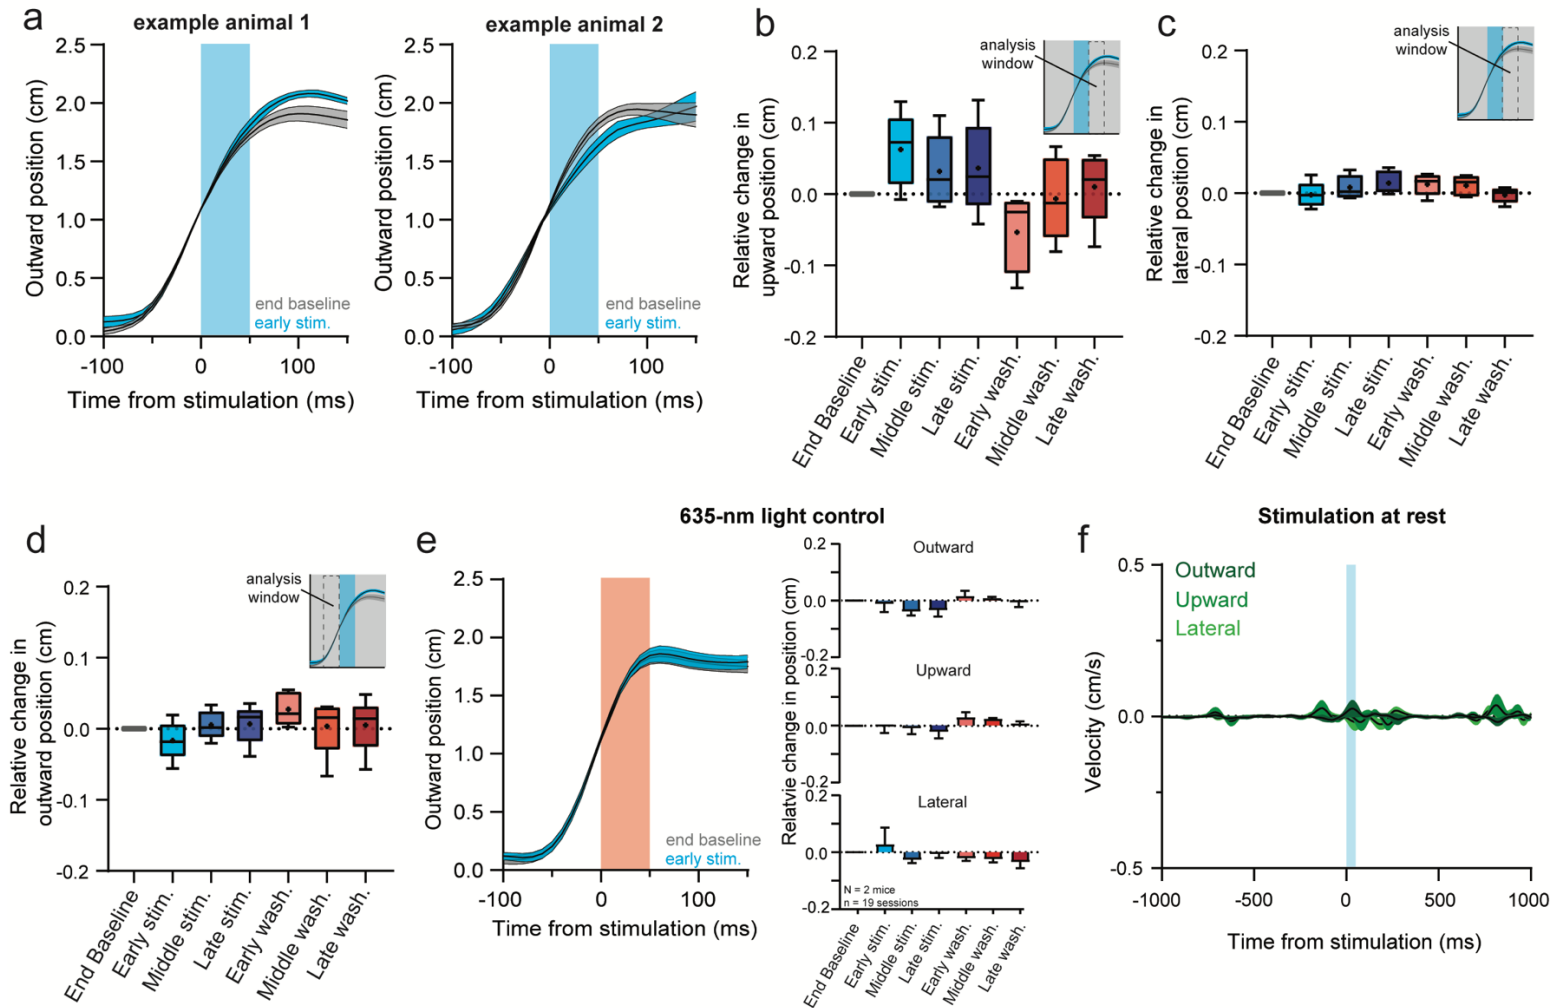 a
example animal 1
Outward position (cm)
2.5
2.0
1.5
1.0
0.5
0.0
-100
0
100
Time from stimulation (ms)
end baseline
early stim.
example animal 2
Outward position (cm)
2.5
2.0
1.5
1.0
0.5
0.0
-100
0
100
Time from stimulation (ms)
end baseline
early stim.
b
Relative change in
upward position (cm)
0.2
0.1
0.0
-0.1
-0.2
analysis
window
End Baseline
Early stim.
Middle stim.
Late stim.
Early wash.
Middle wash.
Late wash.
c
Relative change in
lateral position (cm)
0.2
0.1
0.0
-0.1
-0.2
analysis
window
End Baseline
Early stim.
Middle stim.
Late stim.
Early wash.
Middle wash.
Late wash.
d
Relative change in
outward position (cm)
0.2
0.1
0.0
-0.1
-0.2
analysis
window
End Baseline
Early stim.
Middle stim.
Late stim.
Early wash.
Middle wash.
Late wash.
e
635-nm light control
Outward position (cm)
2.5
2.0
1.5
1.0
0.5
0.0
-100
0
100
Time from stimulation (ms)
end baseline
early stim.
Relatvie change in position (cm)
Outward
0.2
0.0
-0.2
Upward
0.2
0.0
-0.2
Lateral
0.2
0.0
-0.2
N = 2 mice
n = 19 sessions
End Baseline
Early stim.
Middle stim.
Late stim.
Early wash.
Middle wash.
Late wash.
f
Stimulation at rest
Velocity (cm/s)
0.5
0.0
-0.5
Outward
Upward
Lateral
-1000
-500
0
500
1000
Time from stimulation (ms)